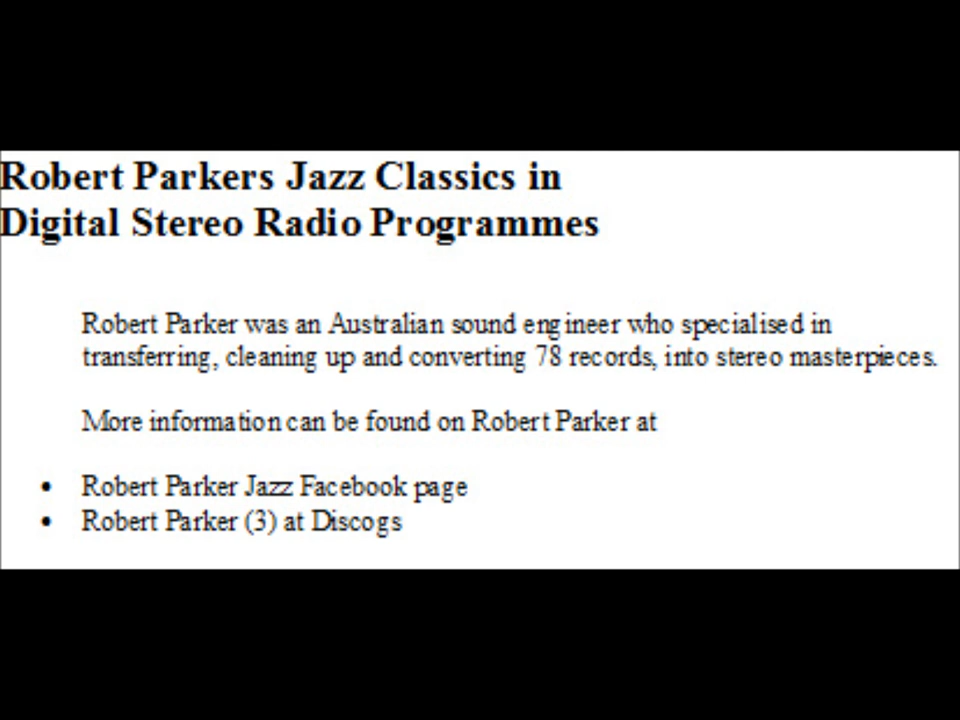 Robert Parkers Jazz Classics in
Digital Stereo Radio Programmes
Robert Parker was an Australian sound engineer who specialised in
transferring, cleaning up and converting 78 records, into stereo masterpieces.
More information can be found on Robert Parker at
• Robert Parker Jazz Facebook page
• Robert Parker (3) at Discogs